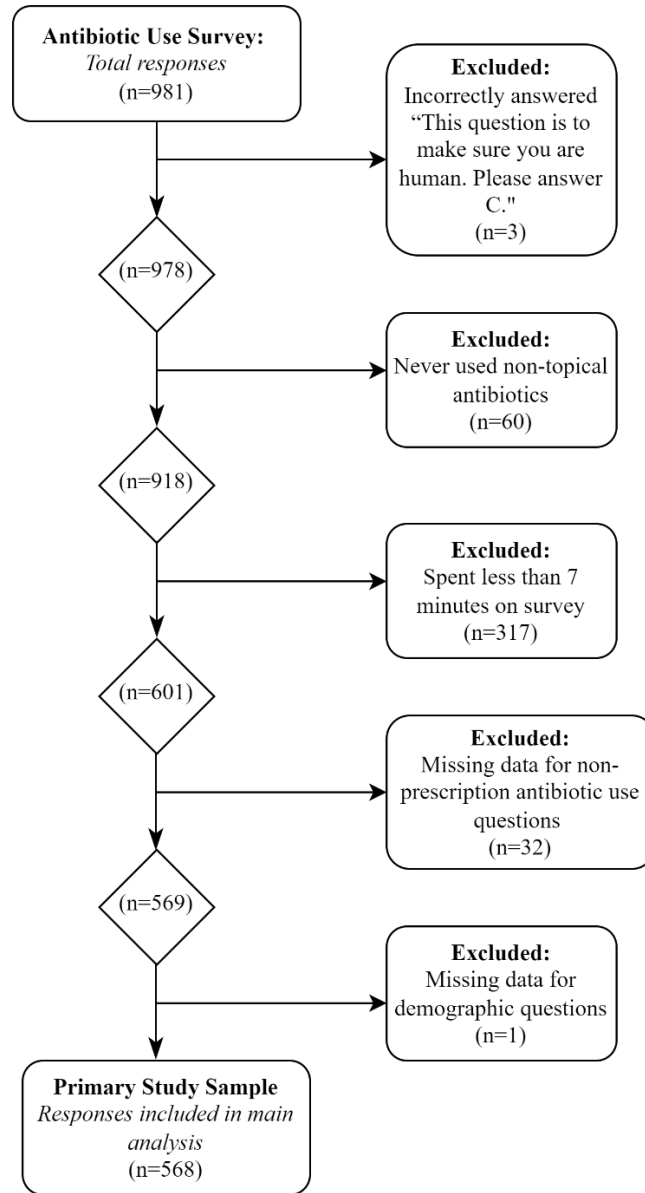 Antibiotic Use Survey:
Total responses
(n=981)
Excluded:
Incorrectly answered
“This question is to
make sure you are
human. Please answer
C."
(n=3)
(n=978)
Excluded:
Never used non-topical
antibiotics
(n=60)
(n=918)
Excluded:
Spent less than 7
minutes on survey
(n=317)
(n=601)
Excluded:
Missing data for non-
prescription antibiotic use
questions
(n=32)
(n=569)
Excluded:
Missing data for
demographic questions
(n=1)
Primary Study Sample
Responses included in main
analysis
(n=568)